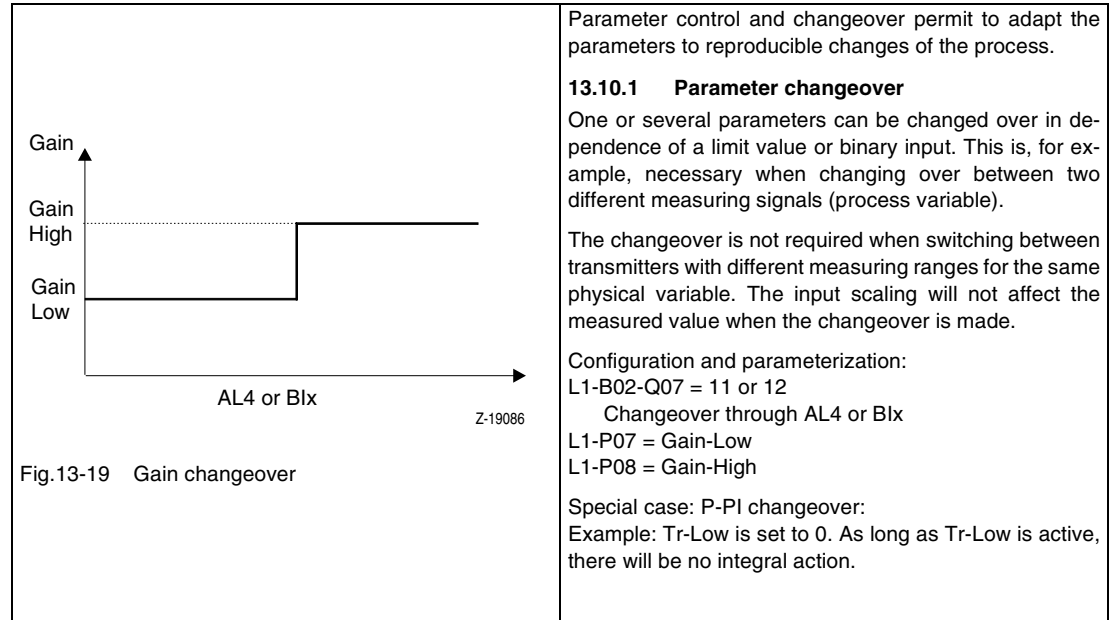 Gain
Gain
High
Gain
Low
AL4 or BIx
Z-19086
Fig.13-19 Gain changeover
Parameter control and changeover permit to adapt the
parameters to reproducible changes of the process.
13.10.1 Parameter changeover
One or several parameters can be changed over in de-
pendence of a limit value or binary input. This is, for ex-
ample, necessary when changing over between two
different measuring signals (process variable).
The changeover is not required when switching between
transmitters with different measuring ranges for the same
physical variable. The input scaling will not affect the
measured value when the changeover is made.
Configuration and parameterization:
L1-B02-Q07 = 11 or 12
Changeover through AL4 or BIx
L1-P07 = Gain-Low
L1-P08 = Gain-High
Special case: P-PI changeover:
Example: Tr-Low is set to 0. As long as Tr-Low is active,
there will be no integral action.